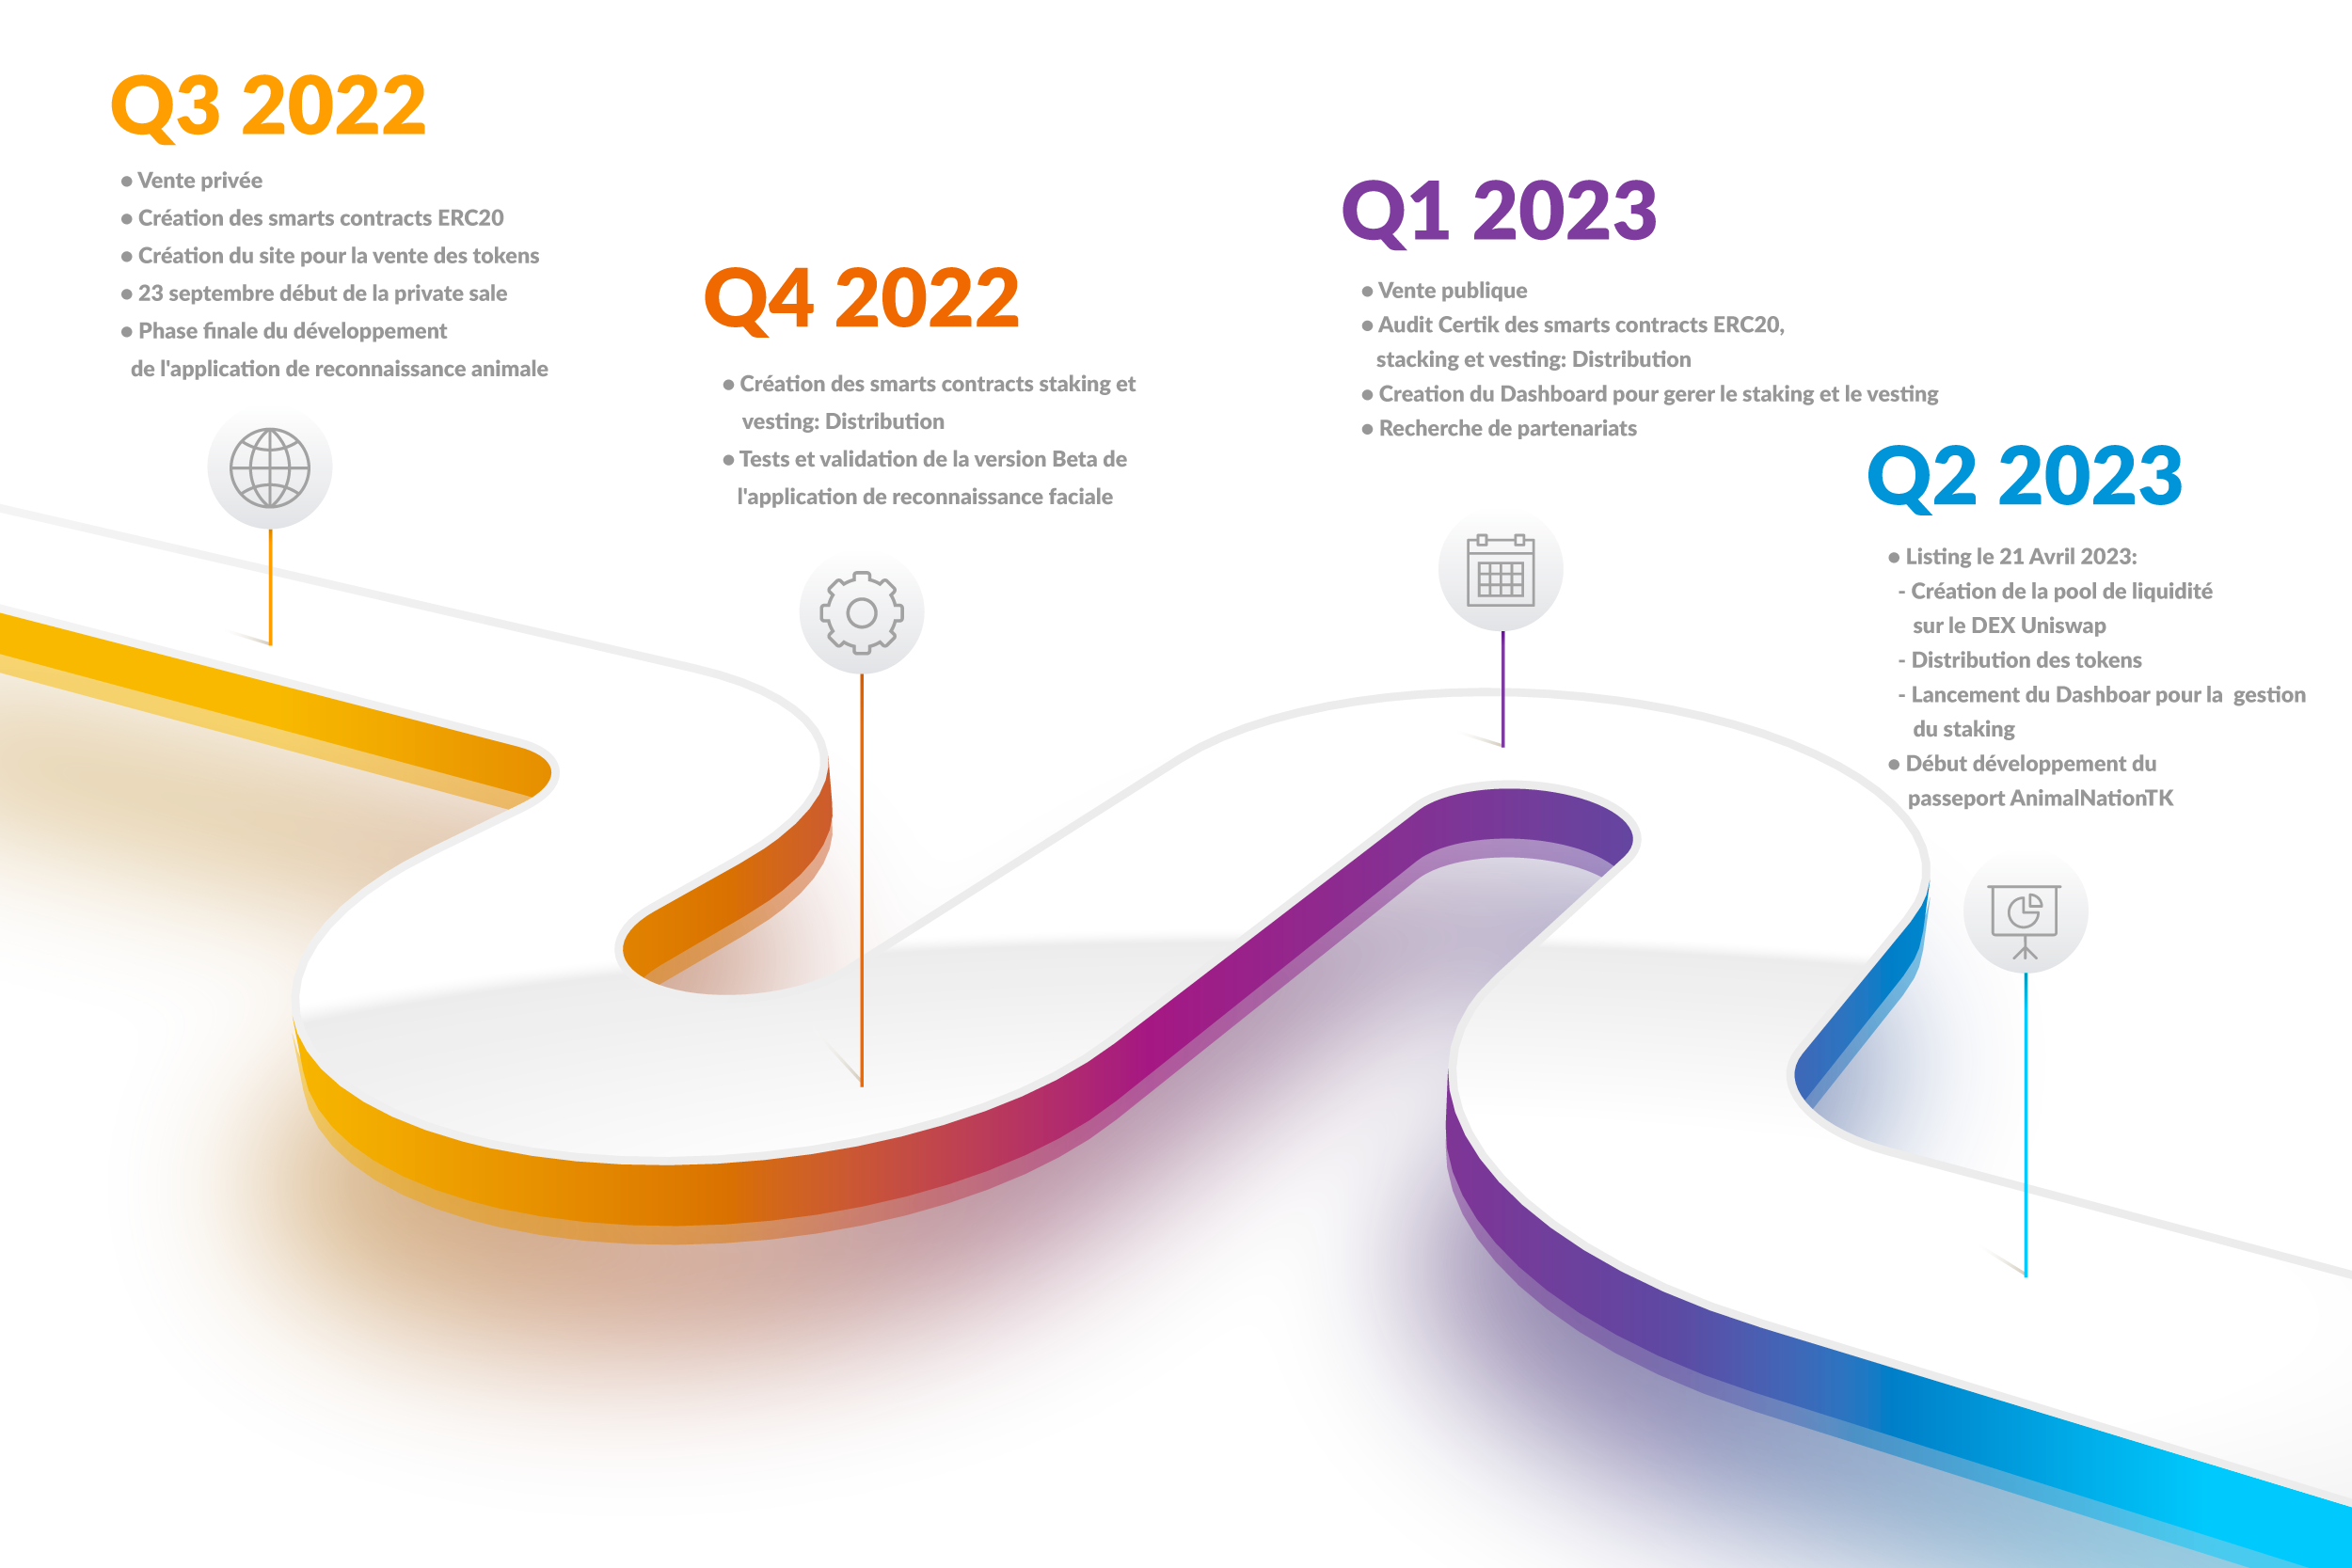 Q3 2022
● Vente privée
● Création des smarts contracts ERC20
● Création du site pour la vente des tokens
● 23 septembre début de la private sale
● Phase finale du développement
de l'application de reconnaissance animale
Q4 2022
● Création des smarts contracts staking et
vesting: Distribution
● Tests et validation de la version Beta de
l'application de reconnaissance faciale
Q1 2023
● Vente publique
● Audit Certik des smarts contracts ERC20,
stacking et vesting: Distribution
● Creation du Dashboard pour gerer le staking et le vesting
● Recherche de partenariats
Q2 2023
● Listing le 21 Avril 2023:
- Création de la pool de liquidité
sur le DEX Uniswap
- Distribution des tokens
- Lancement du Dashboar pour la  gestion
du staking
● Début développement du
passeport AnimalNationTK